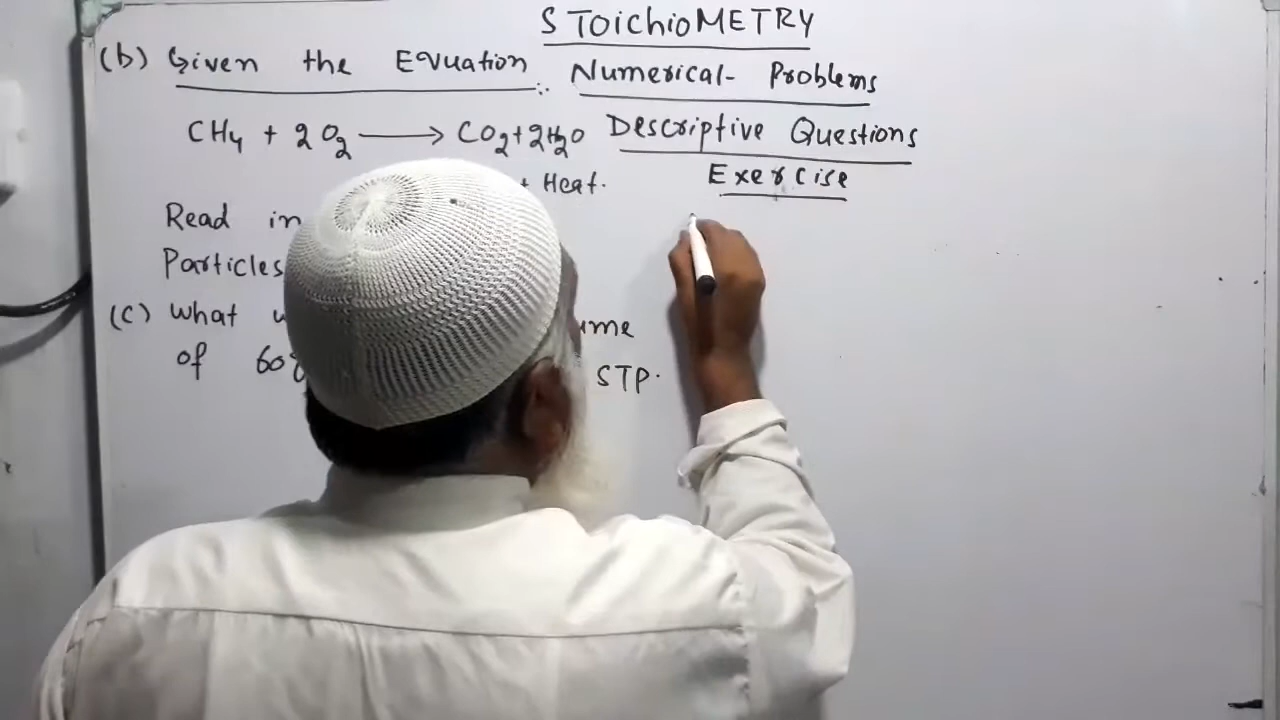 STOichioMETRY
(b) Given the Equation :. Numerical- Problems
CH4 + 2O2 → CO2 + 2H2O Descriptive Questions
+ Heat. Exercise
Read in
Particles
(c) What
of 60 STP.